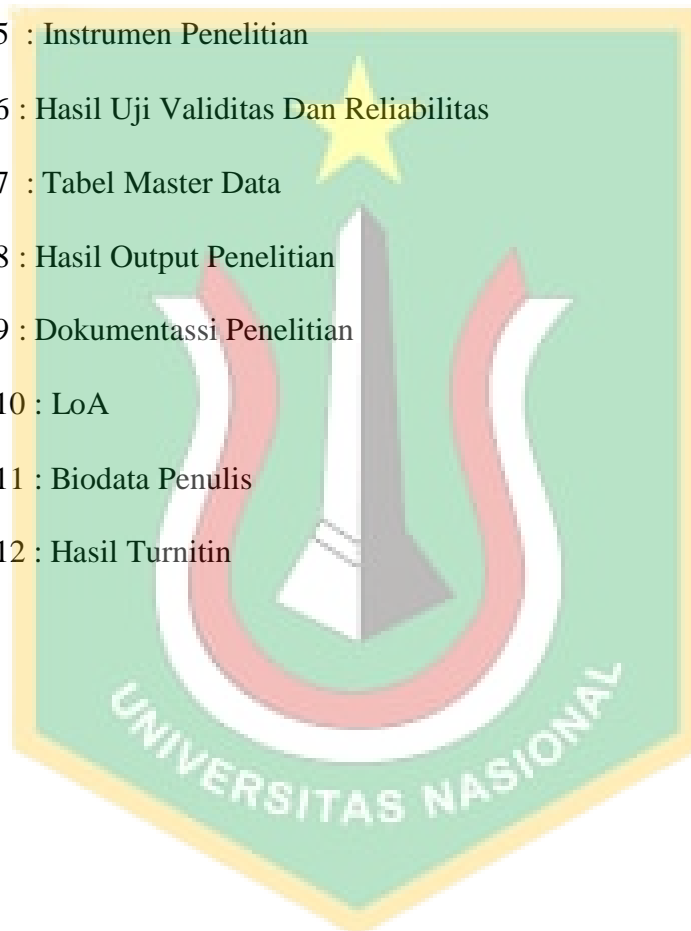 5 : Instrumen Penelitian
6 : Hasil Uji Validitas Dan Reliabilitas
7 : Tabel Master Data
8 : Hasil Output Penelitian
9 : Dokumentassi Penelitian
10 : LoA
11 : Biodata Penulis
12 : Hasil Turnitin
UNIVERSITAS NASIONAL